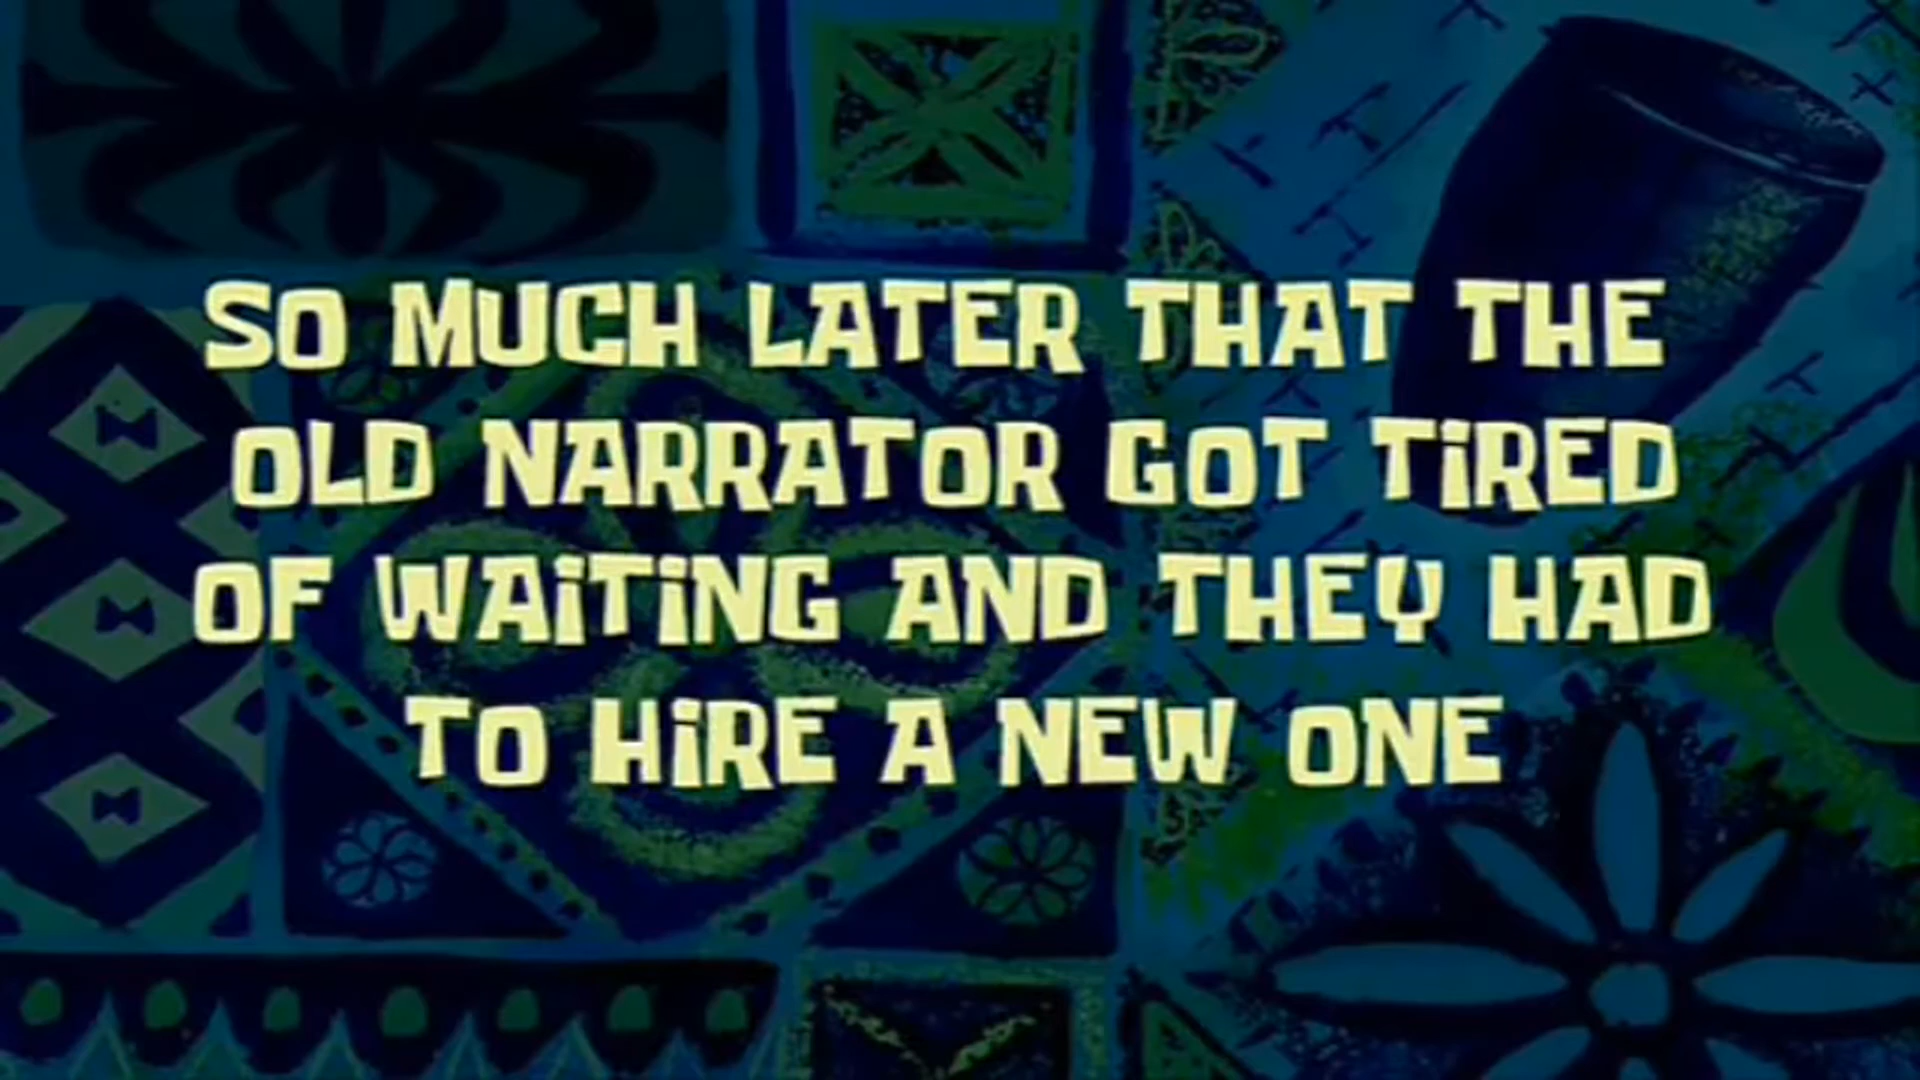 SO MUCH LATER THAT THE
OLD NARRATOR GOT TiRED
OF WAiTiNG AND THEY HAD
TO HiRE A NEW ONE